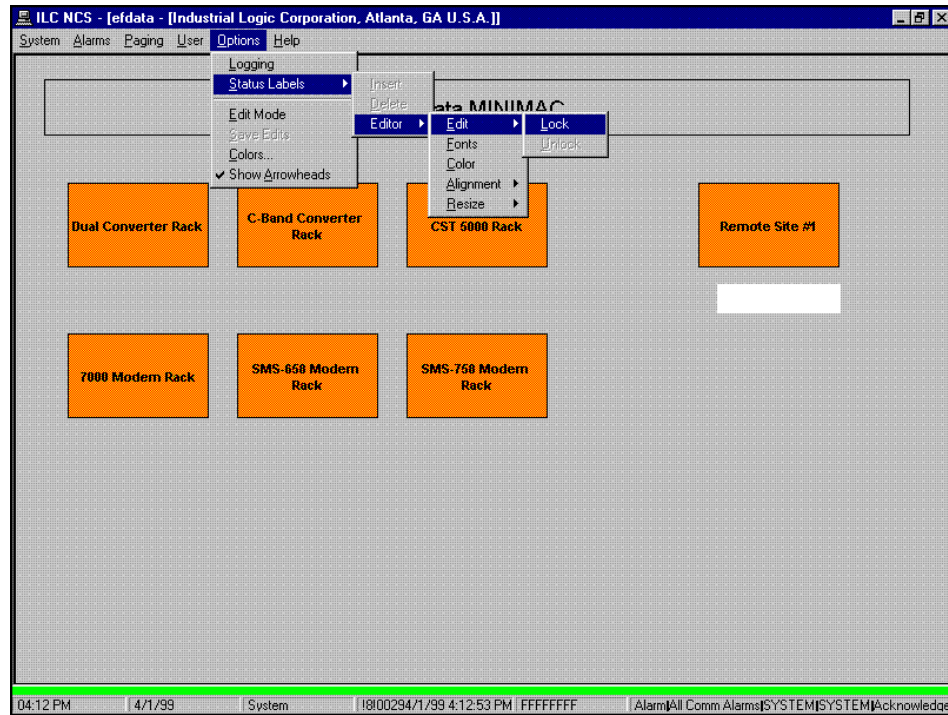 ILC NCS - [efdata - [Industrial Logic Corporation, Atlanta, GA U.S.A.]]
System Alarms Paging User Options Help
Logging
Status Labels
Edit Mode
Save Edits
Colors...
Show Arrowheads
Insert
Delete
Editor
Edit
Fonts
Color
Alignment
Resize
Lock
Unlock
ata MINIMAC
Dual Converter Rack
C-Band Converter
Rack
CST 5000 Rack
Remote Site #1
7000 Modem Rack
SMS-650 Modem
Rack
SMS-750 Modem
Rack
04:12 PM 4/1/99 System !8!00294/1/99 4:12:53 PM FFFFFFFF Alarm|All Comm Alarms|SYSTEM|SYSTEM|Acknowledge